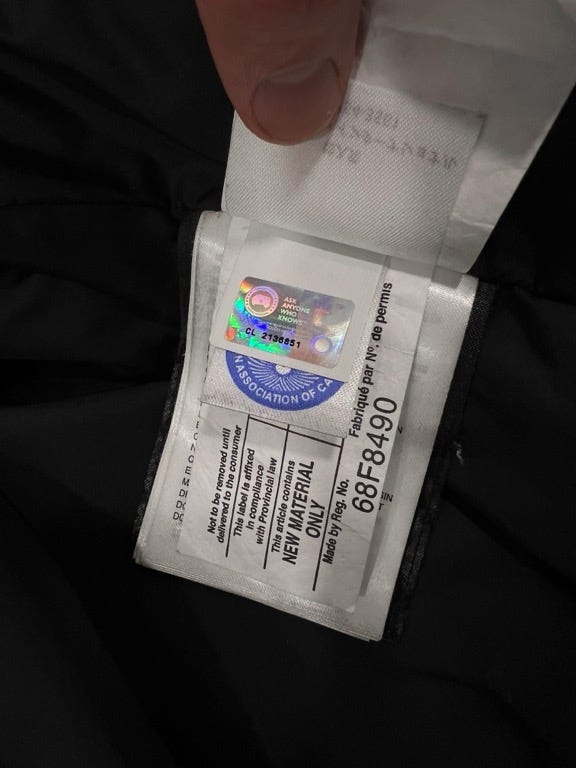 ASK
ANYONE
WHO
KNOWS
CL 2138851
N ASSOCIATION OF CA
Not to be removed until
delivered to the consumer
This label is affixed
in compliance
with Provincial law
This article contains
NEW MATERIAL
ONLY
Made by Reg. No. Fabriqué par Nº. de permis
68F8490